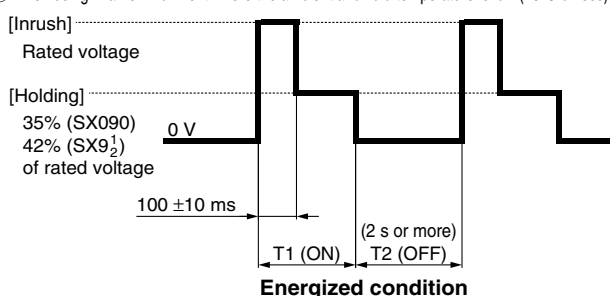 [Inrush]
Rated voltage
[Holding]
35% (SX090)
42% (SX9½)
of rated voltage
0 V
100 ±10 ms
(2 s or more)
T1 (ON)
T2 (OFF)
Energized condition